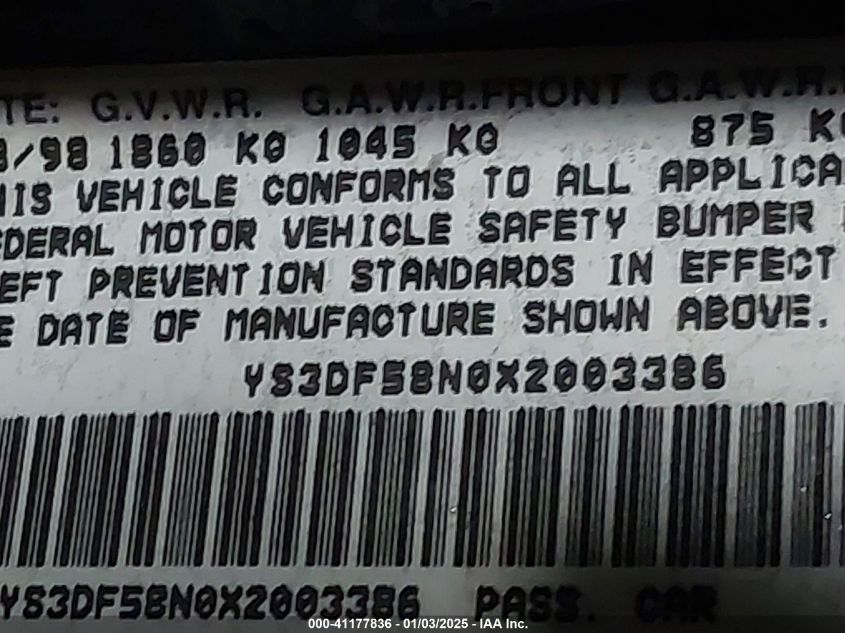 TE: G.V.W.R. G.A.W.R.FRONT G.A.W.R.
8/98 1860 KG 1045 KG 875 KG
HIS VEHICLE CONFORMS TO ALL APPLICA
EDERAL MOTOR VEHICLE SAFETY BUMPER
EFT PREVENTION STANDARDS IN EFFECT
E DATE OF MANUFACTURE SHOWN ABOVE.
YS3DF58N0X2003386
YS3DF58N0X2003386 PASS. CAR
000-41177836 - 01/03/2025 - IAA Inc.